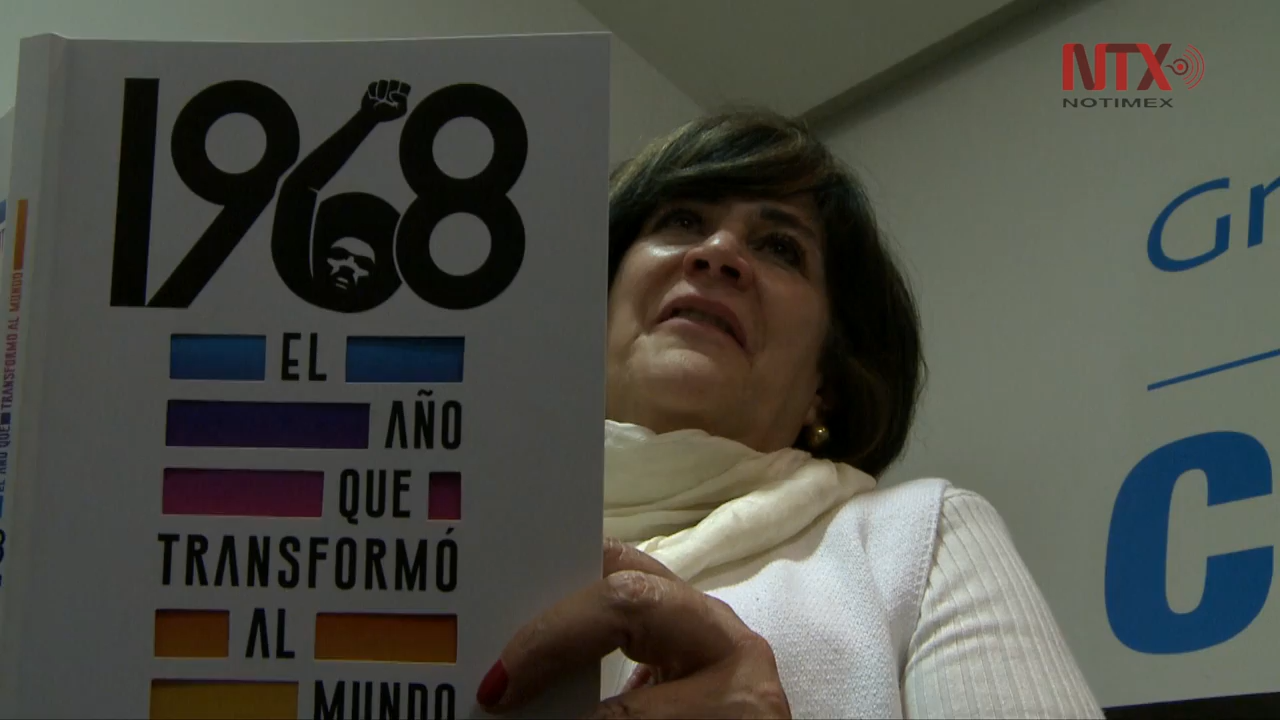 NTX
NOTIMEX
1968
EL
AÑO
QUE
TRANSFORMÓ
AL
MUNDO
EL AÑO QUE TRANSFORMÓ AL MUNDO
Gr
C